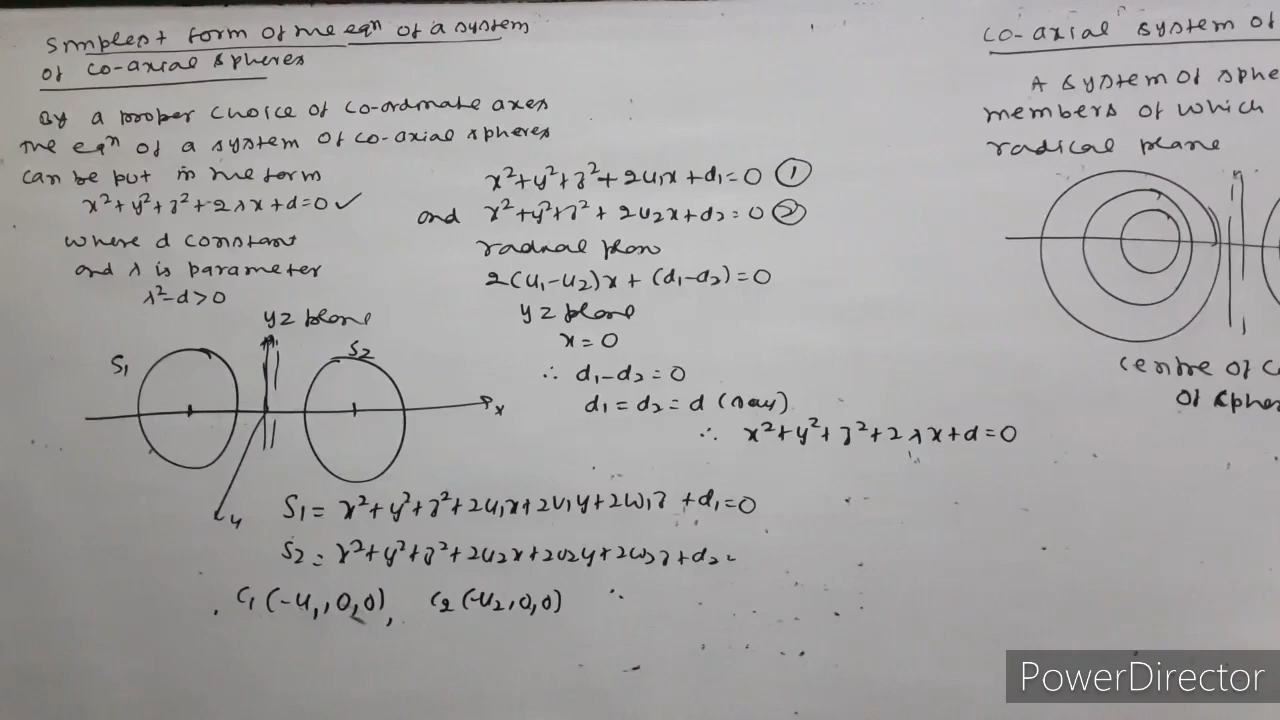 Simplest form of the eqn of a system
of co-axial spheres
By a proper choice of co-ordinate axes
the eqn of a system of co-axial spheres
can be put in the form
x²+y²+z²+2λx+d=0 ✓
where d constant
and λ is parameter
λ²-d>0
yz plane
S₁
S₂
x
y
x²+y²+z²+2u₁x+d₁=0 ①
and x²+y²+z²+2u₂x+d₂=0 ②
radical plan
2(u₁-u₂)x+(d₁-d₂)=0
yz plane
x=0
∴ d₁-d₂=0
d₁=d₂=d (say)
∴ x²+y²+z²+2λx+d=0
S₁= x²+y²+z²+2u₁x+2v₁y+2w₁z+d₁=0
S₂= x²+y²+z²+2u₂x+2v₂y+2w₂z+d₂=
C₁(-u₁,0,0), C₂(-u₂,0,0)
co-axial system of
A system of sphe
members of which
radical plane
centre of c
of spher
PowerDirector